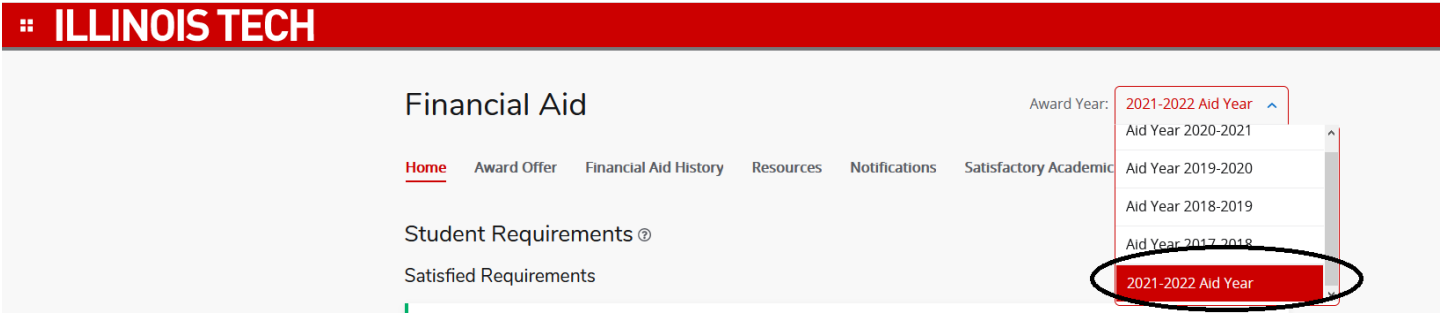 ILLINOIS TECH
Financial Aid
Award Year: 2021-2022 Aid Year
Aid Year 2020-2021
Home Award Offer Financial Aid History Resources Notifications Satisfactory Academic
Aid Year 2019-2020
Aid Year 2018-2019
Student Requirements
Aid Year 2017-2018
Satisfied Requirements
2021-2022 Aid Year